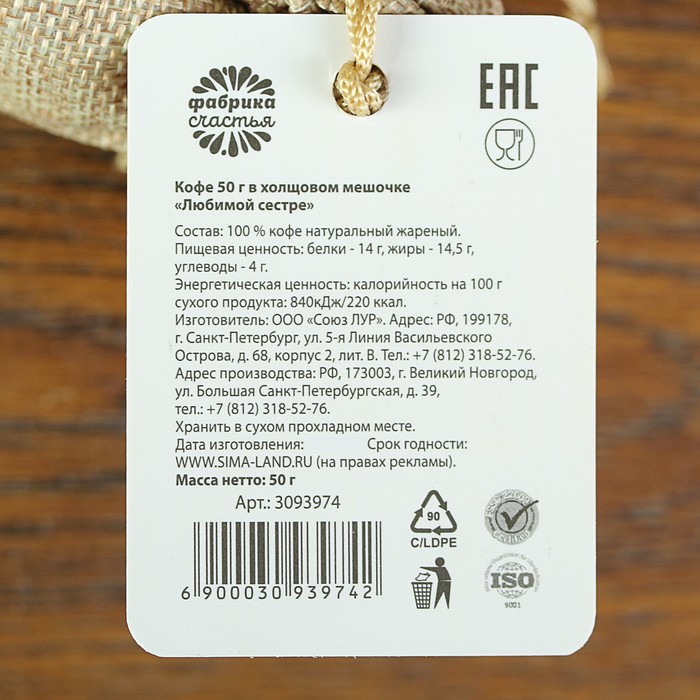 фабрика
счастья
EAC
Кофе 50 г в холщовом мешочке
«Любимой сестре»
Состав: 100 % кофе натуральный жареный.
Пищевая ценность: белки - 14 г, жиры - 14,5 г,
углеводы - 4 г.
Энергетическая ценность: калорийность на 100 г
сухого продукта: 840кДж/220 ккал.
Изготовитель: ООО «Союз ЛУР». Адрес: РФ, 199178,
г. Санкт-Петербург, ул. 5-я Линия Васильевского
Острова, д. 68, корпус 2, лит. В. Тел.: +7 (812) 318-52-76.
Адрес производства: РФ, 173003, г. Великий Новгород,
ул. Большая Санкт-Петербургская, д. 39,
тел.: +7 (812) 318-52-76.
Хранить в сухом прохладном месте.
Дата изготовления: Срок годности:
WWW.SIMA-LAND.RU (на правах рекламы).
Масса нетто: 50 г
Арт.: 3093974
6 900030 939742
90
C/LDPE
ISO
9001